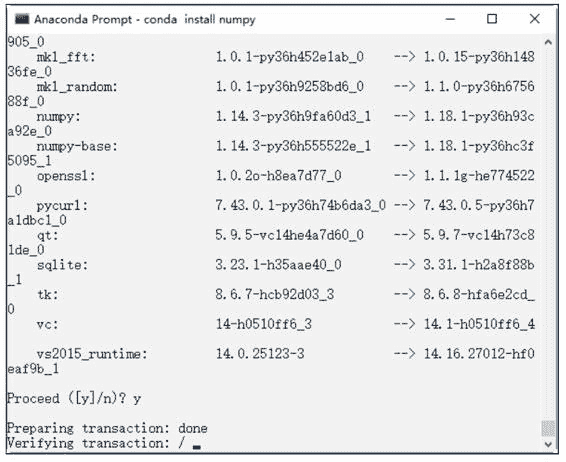 Anaconda Prompt - conda  install numpy
905_0
    mkl_fft:             1.0.1-py36h452e1ab_0    --> 1.0.15-py36h148
36fe_0
    mkl_random:          1.0.1-py36h9258bd6_0    --> 1.1.0-py36h6756
88f_0
    numpy:               1.14.3-py36h9fa60d3_1   --> 1.18.1-py36h93c
a92e_0
    numpy-base:          1.14.3-py36h555522e_1   --> 1.18.1-py36hc3f
5095_1
    openssl:             1.0.2o-h8ea7d77_0       --> 1.1.1g-he774522
_0
    pycurl:              7.43.0.1-py36h74b6da3_0 --> 7.43.0.5-py36h7
a1dbc1_0
    qt:                  5.9.5-vc14he4a7d60_0    --> 5.9.7-vc14h73c8
1de_0
    sqlite:              3.23.1-h35aae40_0       --> 3.31.1-h2a8f88b
_1
    tk:                  8.6.7-hcb92d03_3        --> 8.6.8-hfa6e2cd_
0
    vc:                  14-h0510ff6_3           --> 14.1-h0510ff6_4
    vs2015_runtime:      14.0.25123-3            --> 14.16.27012-hf0
eaf9b_1
Proceed ([y]/n)? y
Preparing transaction: done
Verifying transaction: / _